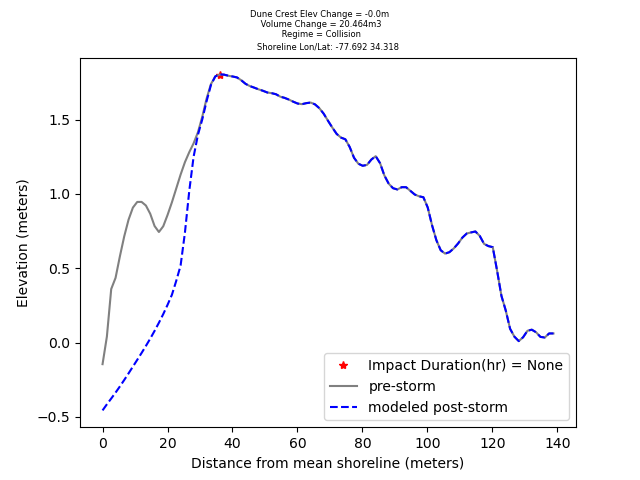 Dune Crest Elev Change = -0.0m
Volume Change = 20.464m3
Regime = Collision
Shoreline Lon/Lat: -77.692 34.318
Elevation (meters)
1.5
1.0
0.5
0.0
−0.5
Impact Duration(hr) = None
pre-storm
modeled post-storm
0 20 40 60 80 100 120 140
Distance from mean shoreline (meters)